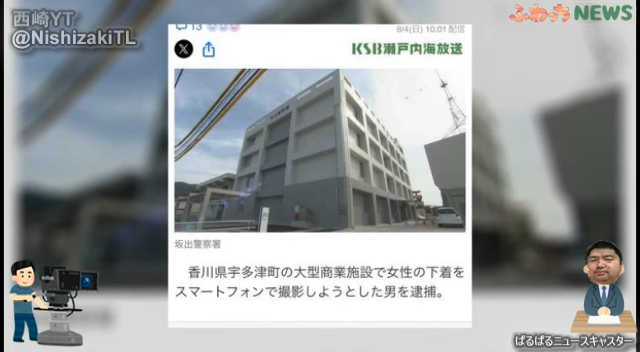 西崎YT
@NishizakiTL
ふわっちNEWS
13
8/4(日) 10:01配信
KSB瀬戸内海放送
坂出警察署
香川県宇多津町の大型商業施設で女性の下着を
スマートフォンで撮影しようとした男を逮捕。
ぱるぱるニュースキャスター